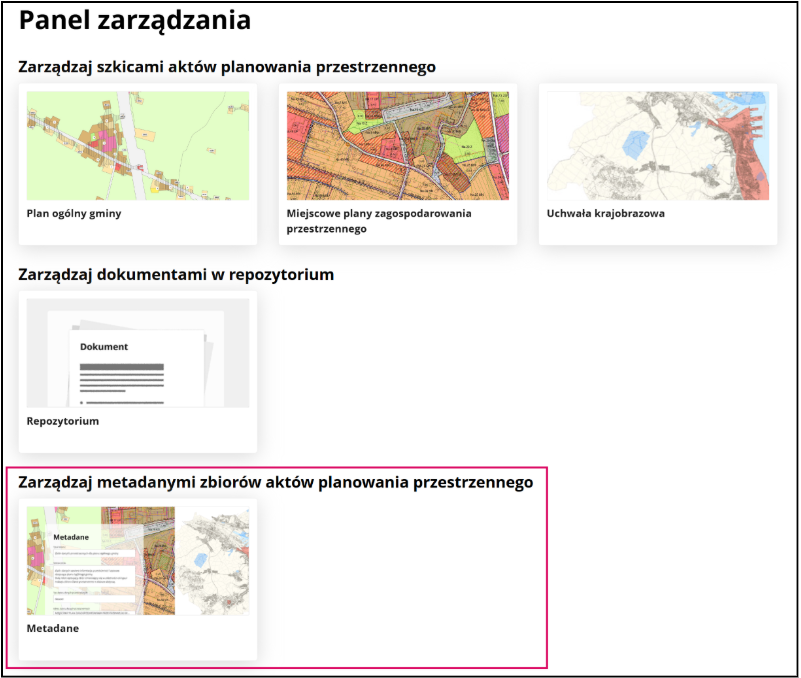 Panel zarządzania
Zarządzaj szkicami aktów planowania przestrzennego
Plan ogólny gminy
Miejscowe plany zagospodarowania
przestrzennego
Uchwała krajobrazowa
Zarządzaj dokumentami w repozytorium
Dokument
Repozytorium
Zarządzaj metadanymi zbiorów aktów planowania przestrzennego
Metadane
Metadane